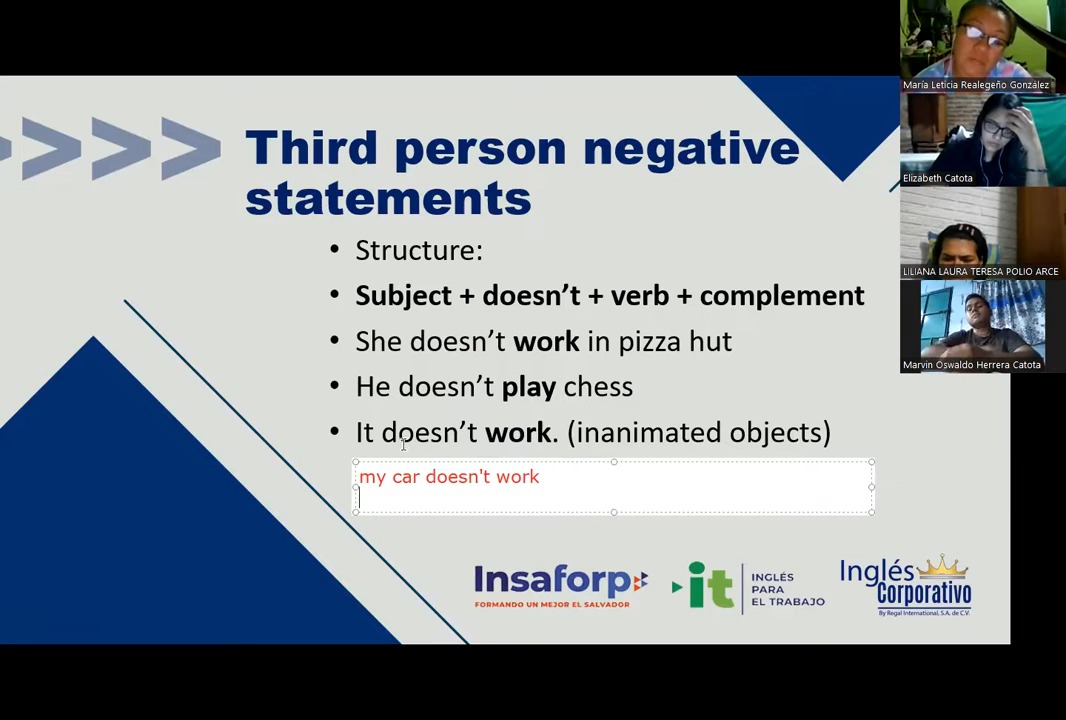 Third person negative
statements
• Structure:
• Subject + doesn’t + verb + complement
• She doesn’t work in pizza hut
• He doesn’t play chess
• It doesn’t work. (inanimated objects)
my car doesn't work
Insaforp
FORMANDO UN MEJOR EL SALVADOR
it
INGLÉS
PARA
EL TRABAJO
Inglés
Corporativo
By Regal International, S.A. de C.V.
María Leticia Realegeño González
Elizabeth Catota
LILIANA LAURA TERESA POLIO ARCE
Marvin Oswaldo Herrera Catota